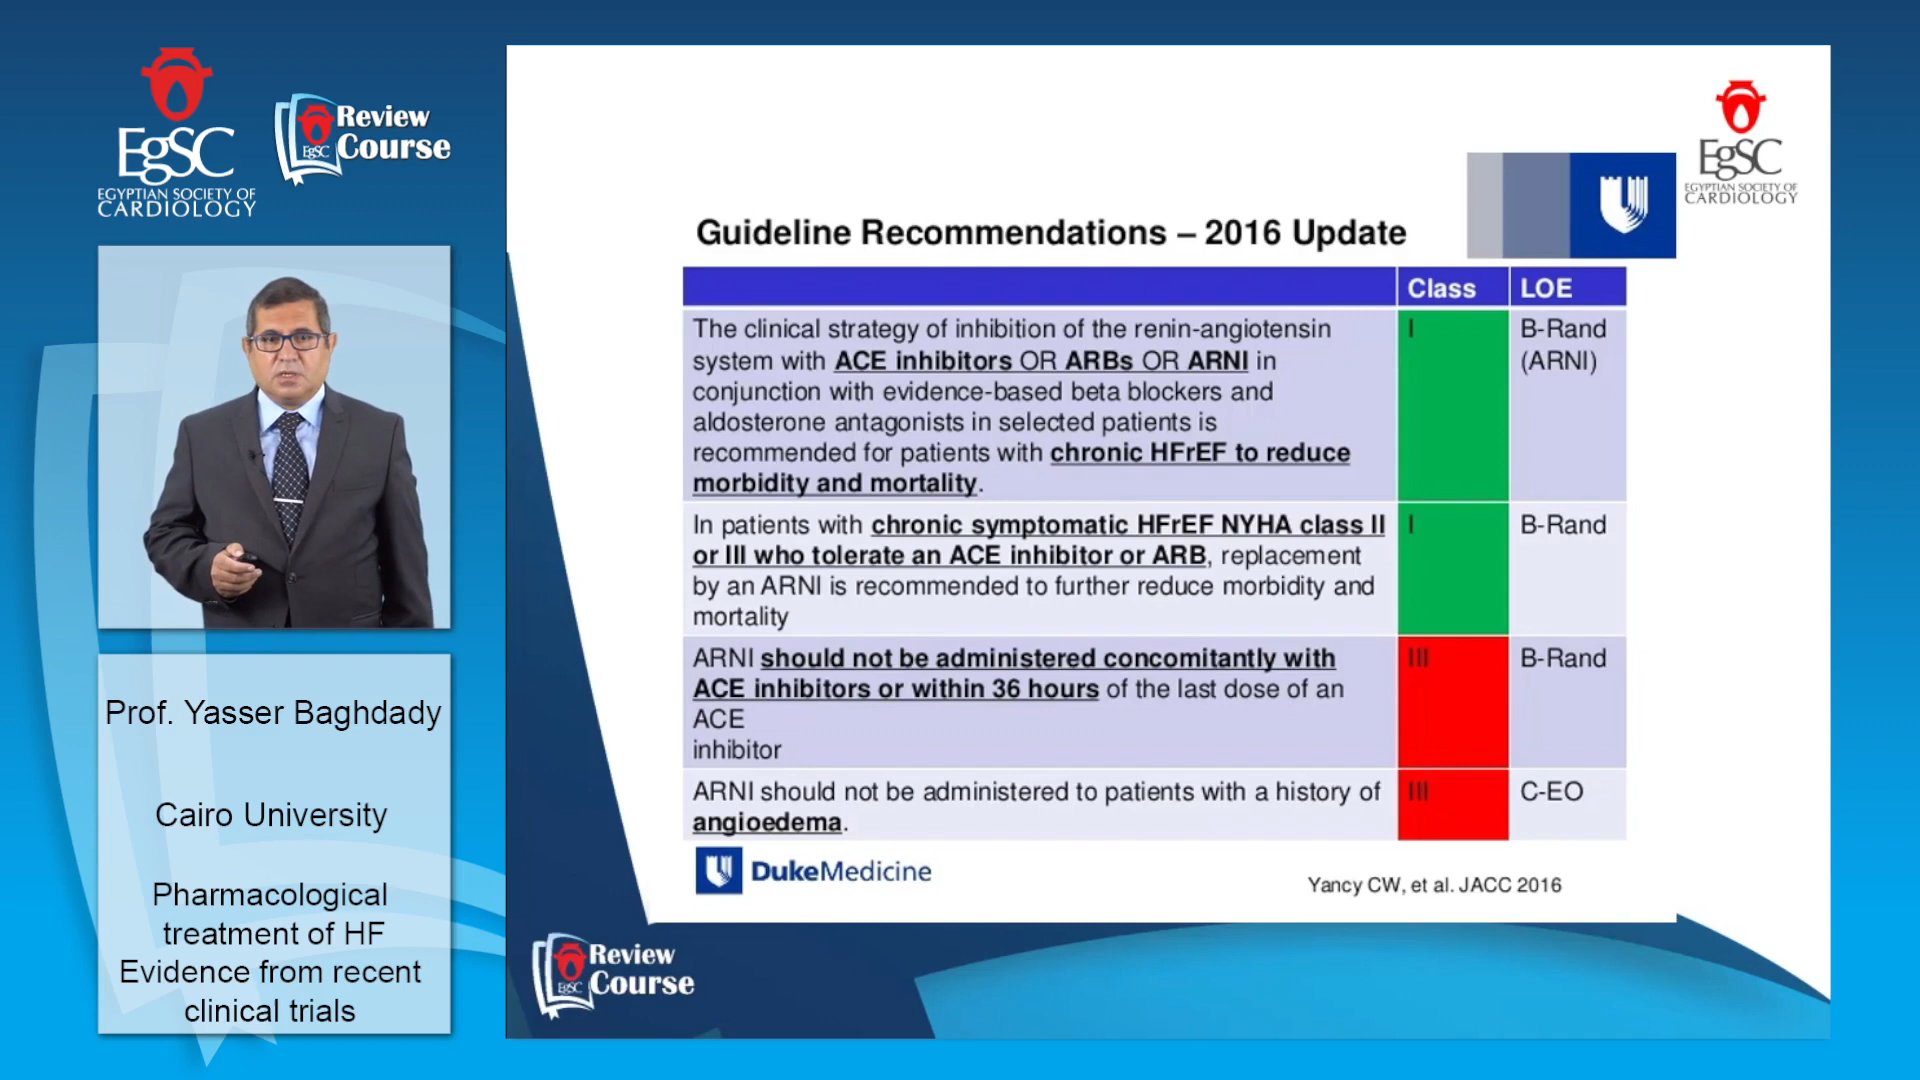 EgSC
EGYPTIAN SOCIETY OF
CARDIOLOGY
Review
Course
EgSC
Prof. Yasser Baghdady
Cairo University
Pharmacological
treatment of HF
Evidence from recent
clinical trials
EgSC
EGYPTIAN SOCIETY OF
CARDIOLOGY
Guideline Recommendations – 2016 Update
Class
LOE
The clinical strategy of inhibition of the renin-angiotensin
system with ACE inhibitors OR ARBs OR ARNI in
conjunction with evidence-based beta blockers and
aldosterone antagonists in selected patients is
recommended for patients with chronic HFrEF to reduce
morbidity and mortality.
I
B-Rand
(ARNI)
In patients with chronic symptomatic HFrEF NYHA class II
or III who tolerate an ACE inhibitor or ARB, replacement
by an ARNI is recommended to further reduce morbidity and
mortality
I
B-Rand
ARNI should not be administered concomitantly with
ACE inhibitors or within 36 hours of the last dose of an
ACE
inhibitor
III
B-Rand
ARNI should not be administered to patients with a history of
angioedema.
III
C-EO
DukeMedicine
Yancy CW, et al. JACC 2016
Review
Course
EgSC